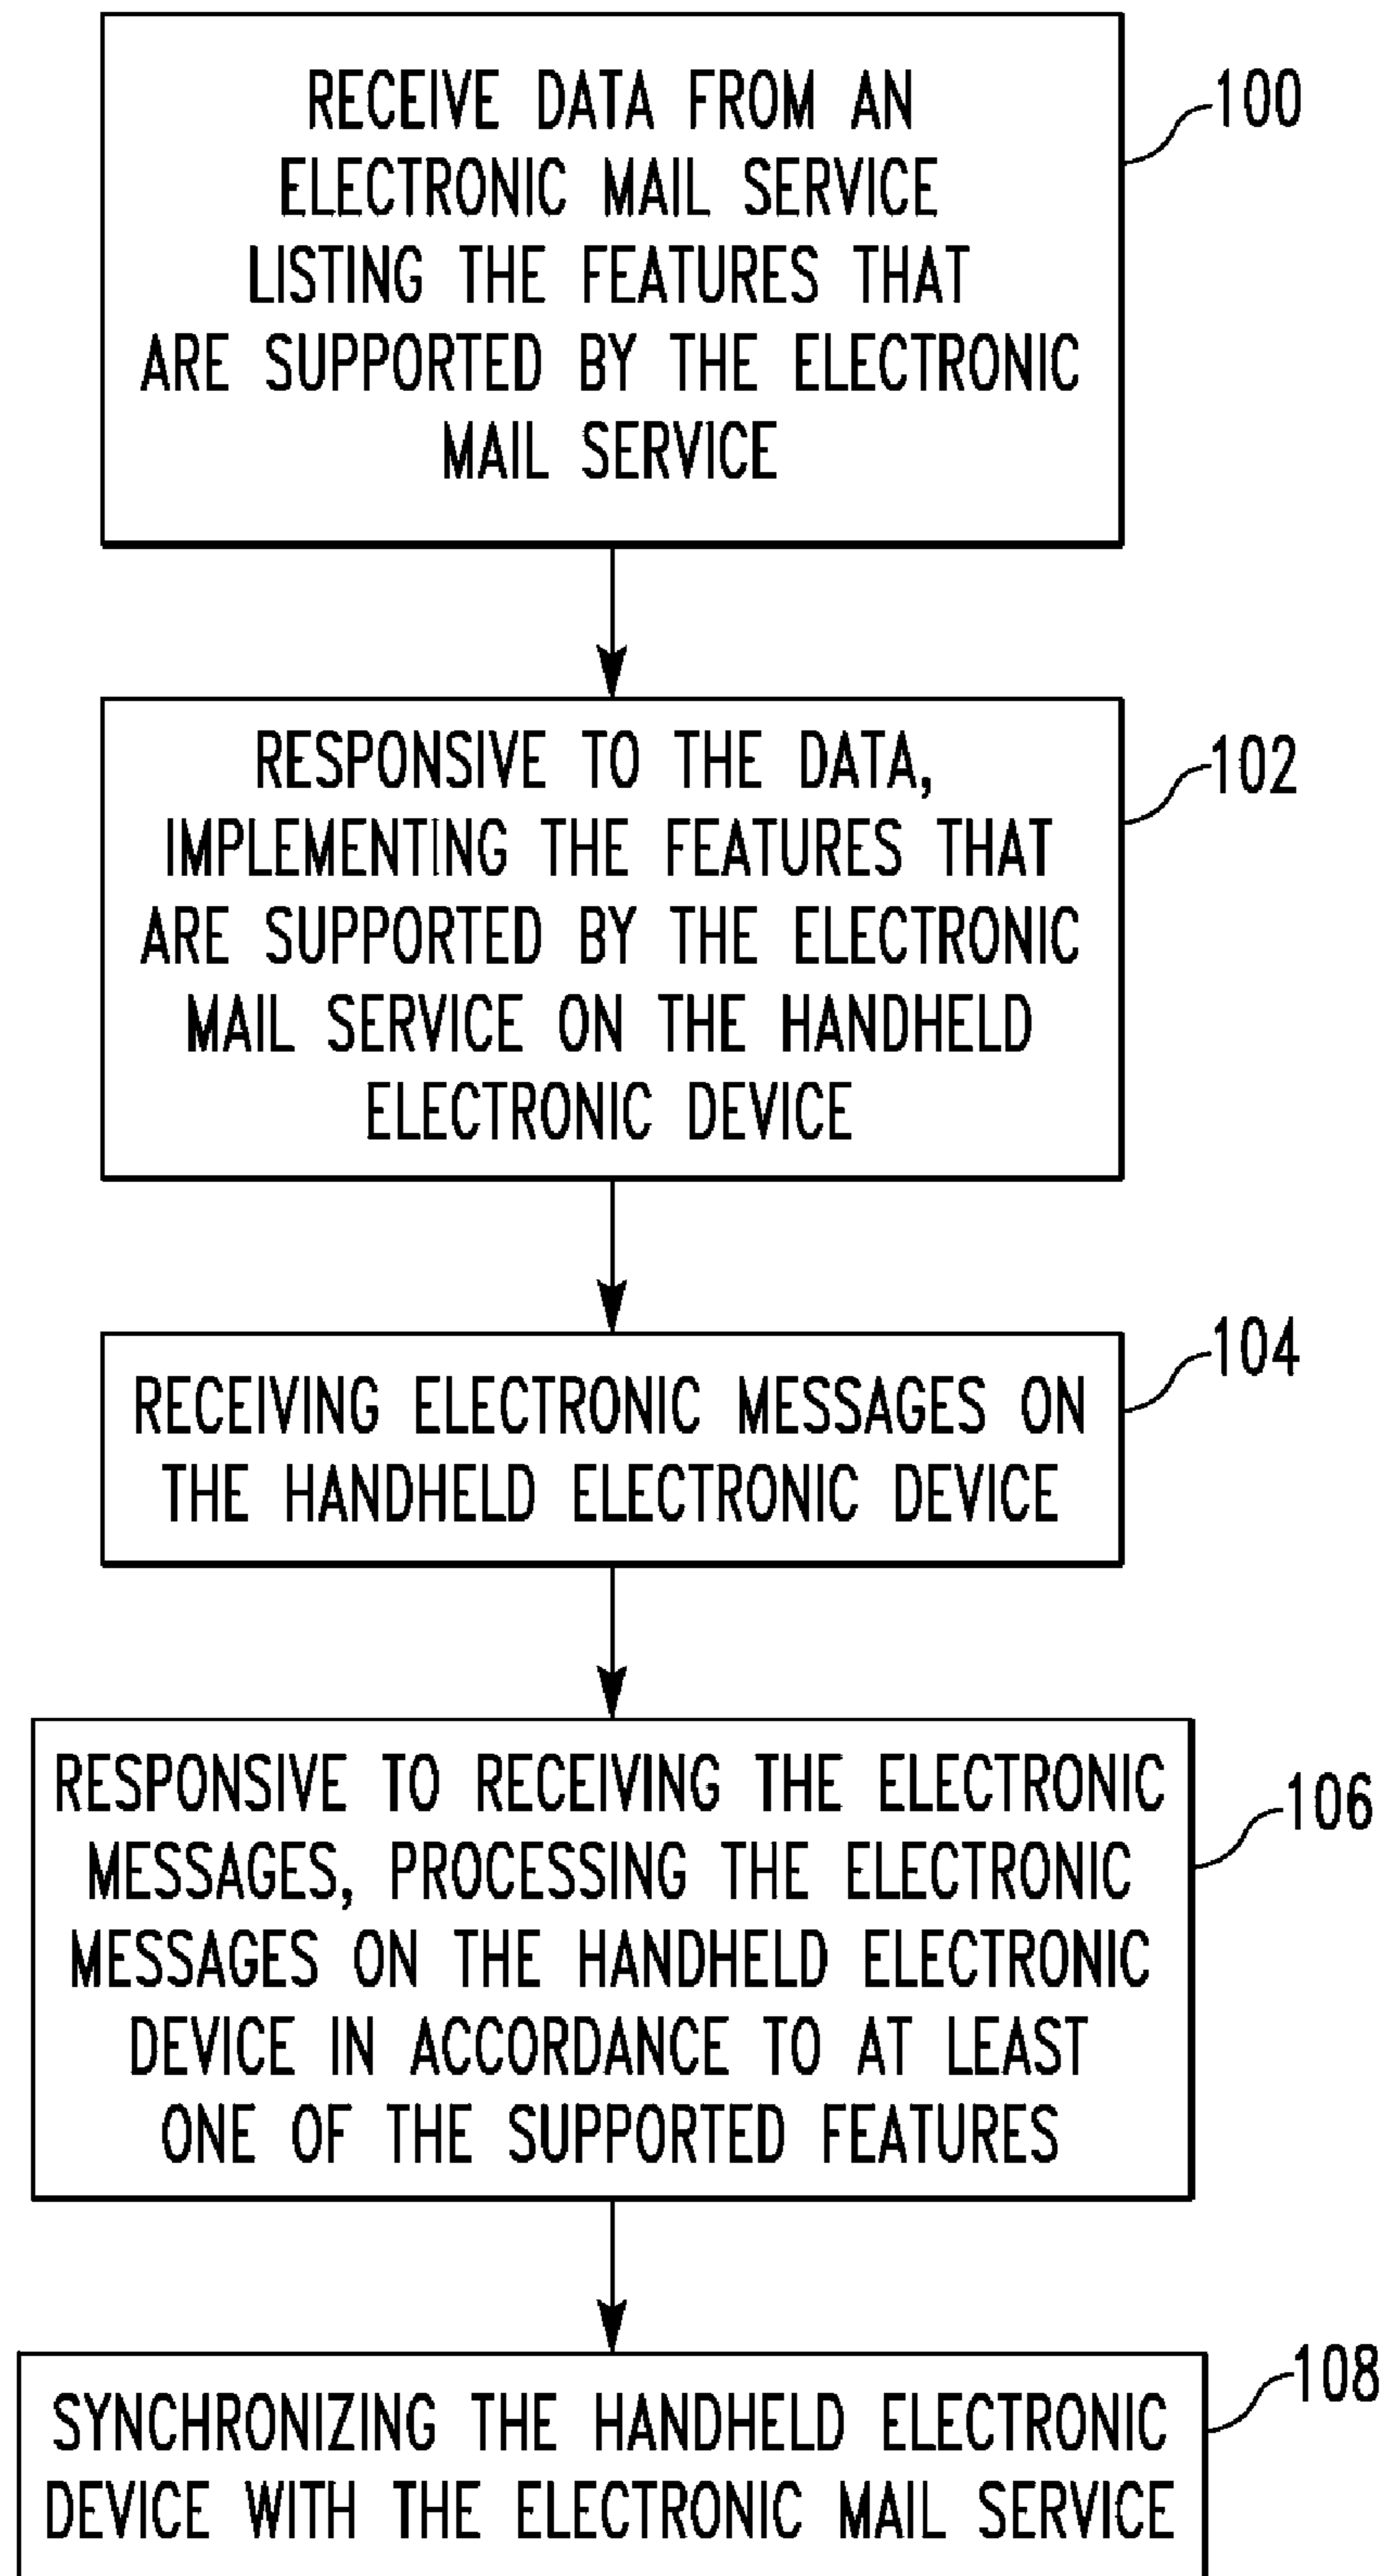 RECEIVE DATA FROM AN
ELECTRONIC MAIL SERVICE
LISTING THE FEATURES THAT
ARE SUPPORTED BY THE ELECTRONIC
MAIL SERVICE
100
RESPONSIVE TO THE DATA,
IMPLEMENTING THE FEATURES THAT
ARE SUPPORTED BY THE ELECTRONIC
MAIL SERVICE ON THE HANDHELD
ELECTRONIC DEVICE
102
RECEIVING ELECTRONIC MESSAGES ON
THE HANDHELD ELECTRONIC DEVICE
104
RESPONSIVE TO RECEIVING THE ELECTRONIC
MESSAGES, PROCESSING THE ELECTRONIC
MESSAGES ON THE HANDHELD ELECTRONIC
DEVICE IN ACCORDANCE TO AT LEAST
ONE OF THE SUPPORTED FEATURES
106
SYNCHRONIZING THE HANDHELD ELECTRONIC
DEVICE WITH THE ELECTRONIC MAIL SERVICE
108